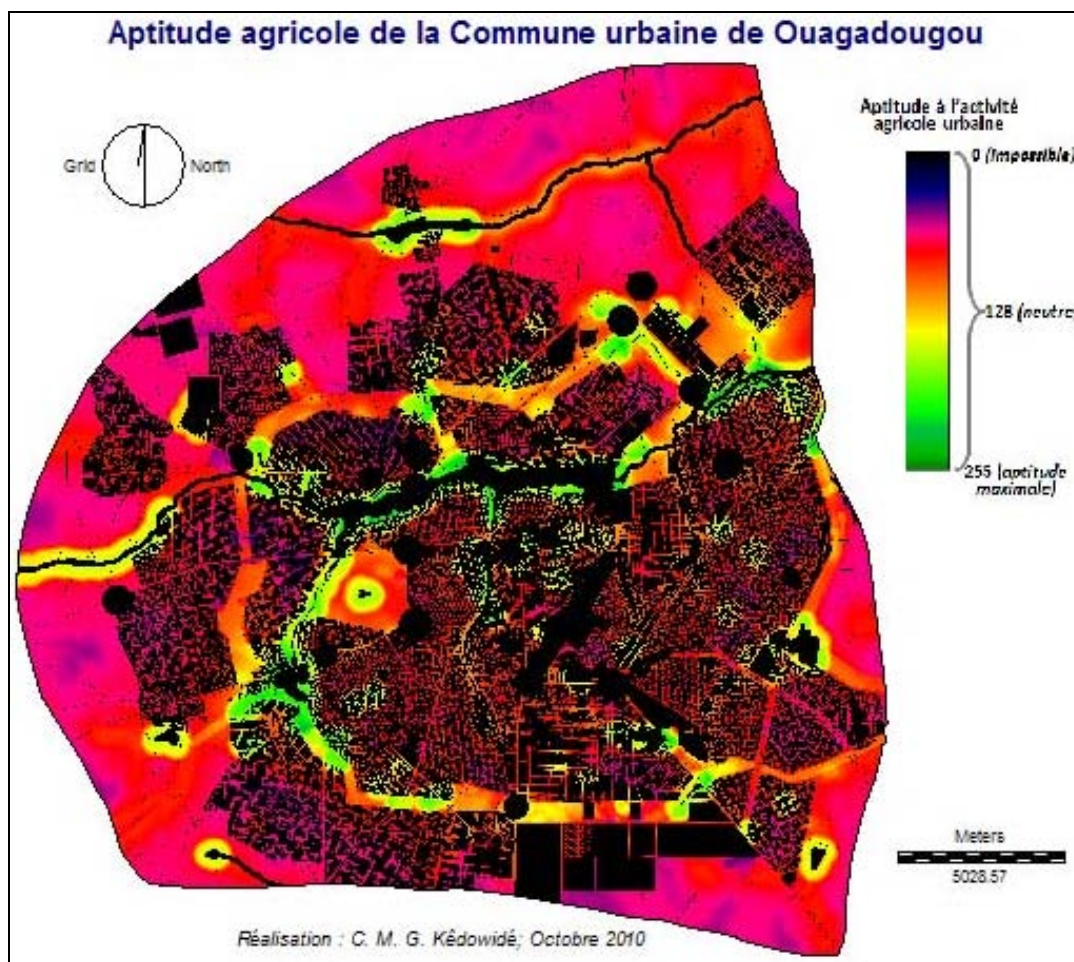 Aptitude agricole de la Commune urbaine de Ouagadougou
Grid North
Aptitude à l'activité
agricole urbaine
0 (impossible)
128 (neutre)
255 (aptitude
maximale)
Meters
5028.57
Réalisation : C. M. G. Kêdowidé; Octobre 2010